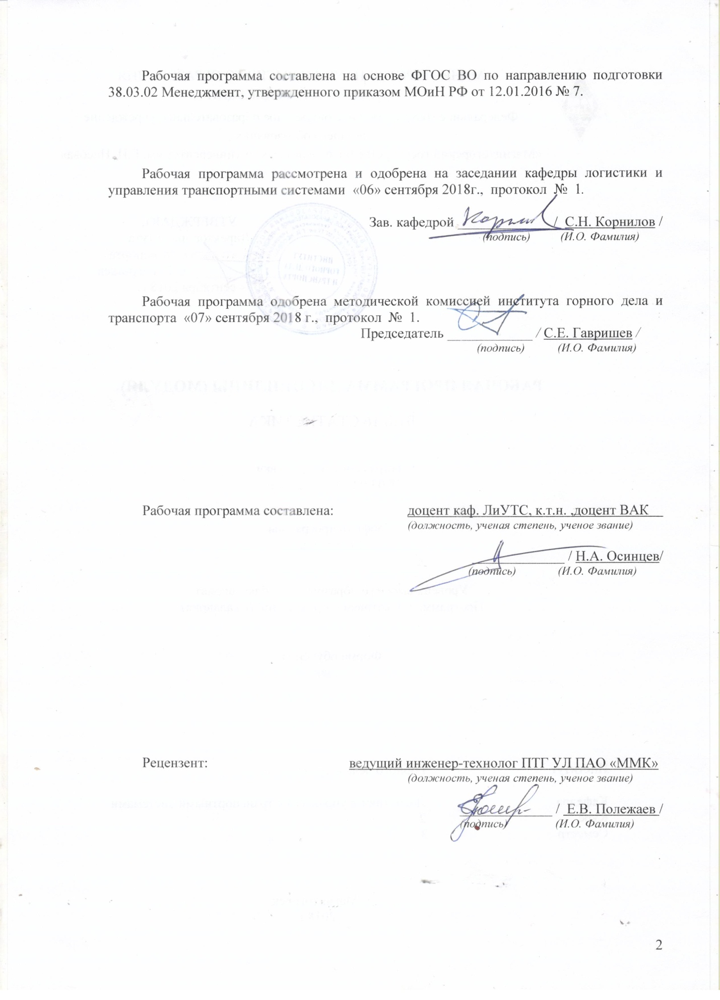 Рабочая программа составлена на основе ФГОС ВО по направлению подготовки
38.03.02 Менеджмент, утвержденного приказом МОиН РФ от 12.01.2016 № 7.
Рабочая программа рассмотрена и одобрена на заседании кафедры логистики и
управления транспортными системами «06» сентября 2018г., протокол № 1.
Зав. кафедрой ______________ / С.Н. Корнилов /
(подпись) (И.О. Фамилия)
Рабочая программа одобрена методической комиссией института горного дела и
транспорта «07» сентября 2018 г., протокол № 1.
Председатель ____________ / С.Е. Гавришев /
(подпись) (И.О. Фамилия)
Рабочая программа составлена: доцент каф. ЛиУТС, к.т.н. ,доцент ВАК
(должность, ученая степень, ученое звание)
_____________ / Н.А. Осинцев/
(подпись) (И.О. Фамилия)
Рецензент: ведущий инженер-технолог ПТГ УЛ ПАО «ММК»
(должность, ученая степень, ученое звание)
_____________ / Е.В. Полежаев /
(подпись) (И.О. Фамилия)
2